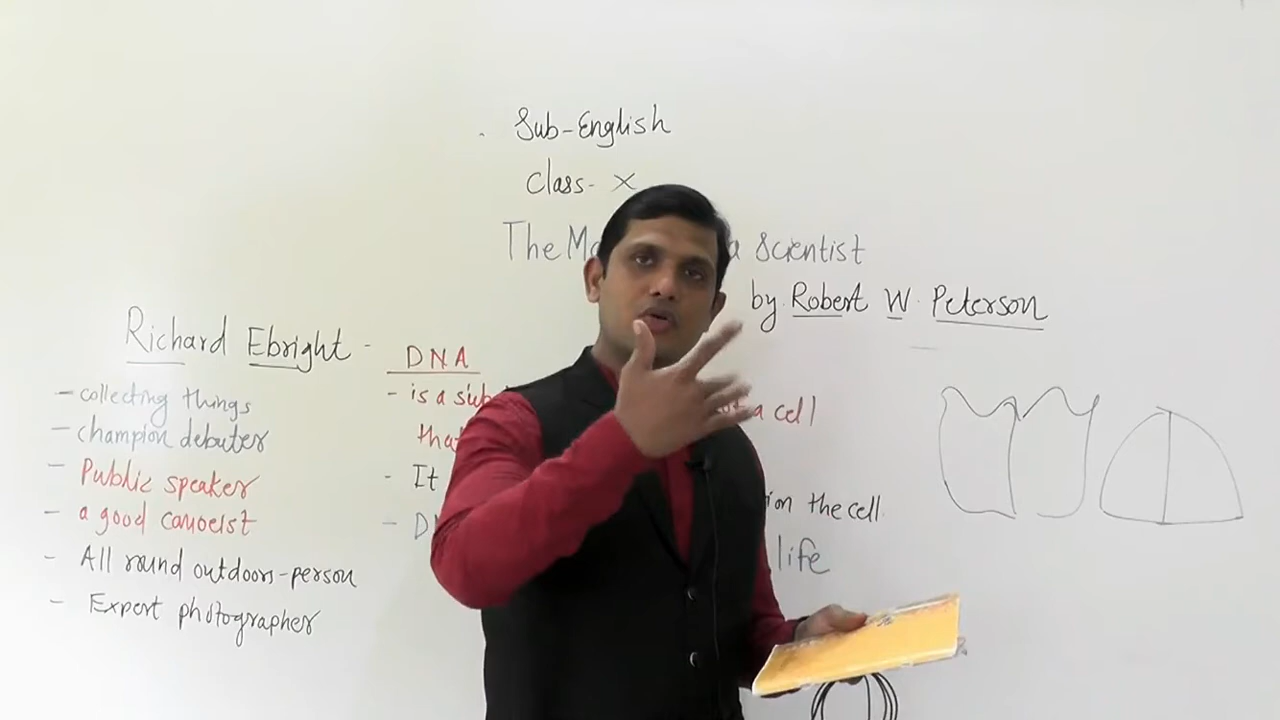 Sub-English
Class- X
The Ma a Scientist
by Robert W. Peterson
Richard Ebright -
- collecting things
- champion debater
- Public speaker
- a good canoeist
- All round outdoors-person
- Expert photographer
DNA
- is a sub a cell
that
- It ion the cell
- D life